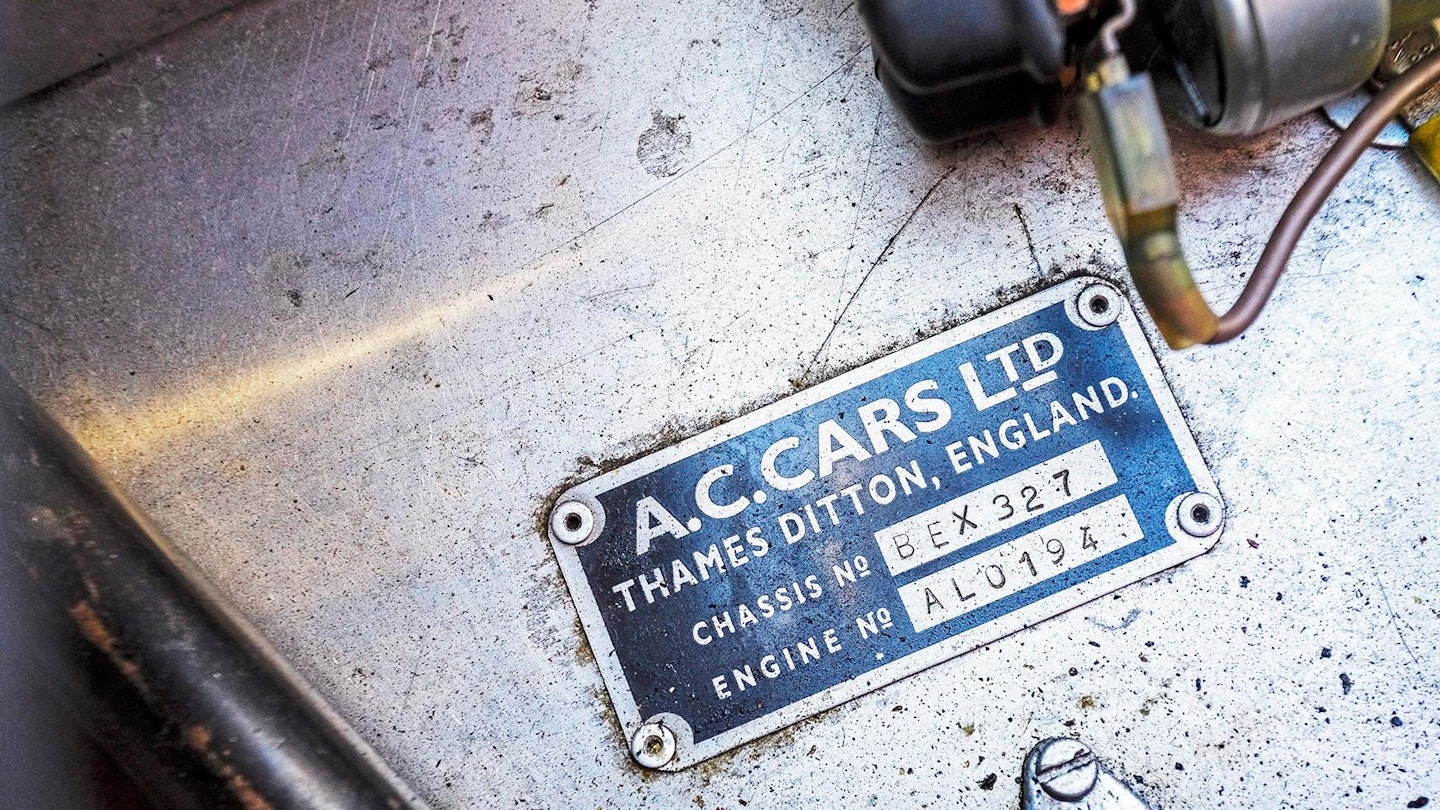 A.C.CARS LTD
THAMES DITTON, ENGLAND.
CHASSIS Nº BEX 327
ENGINE Nº AL0194